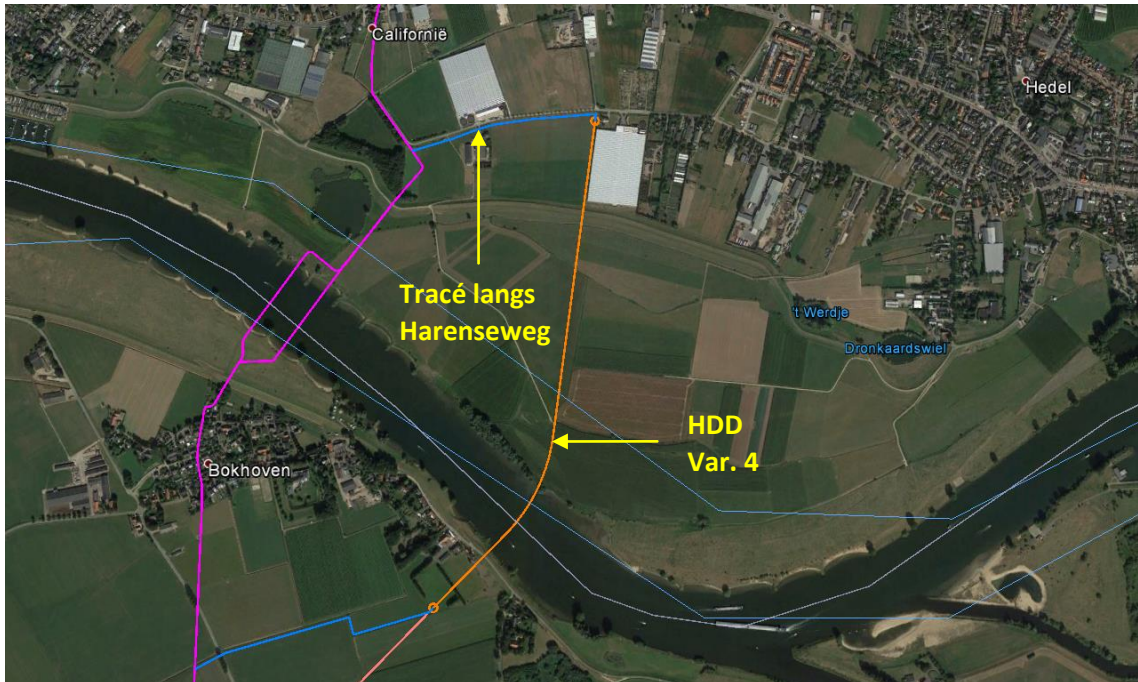 Californië
Hedel
Tracé langs
Harenseweg
't Werdje
Dronkaardswiel
HDD
Var. 4
Bokhoven